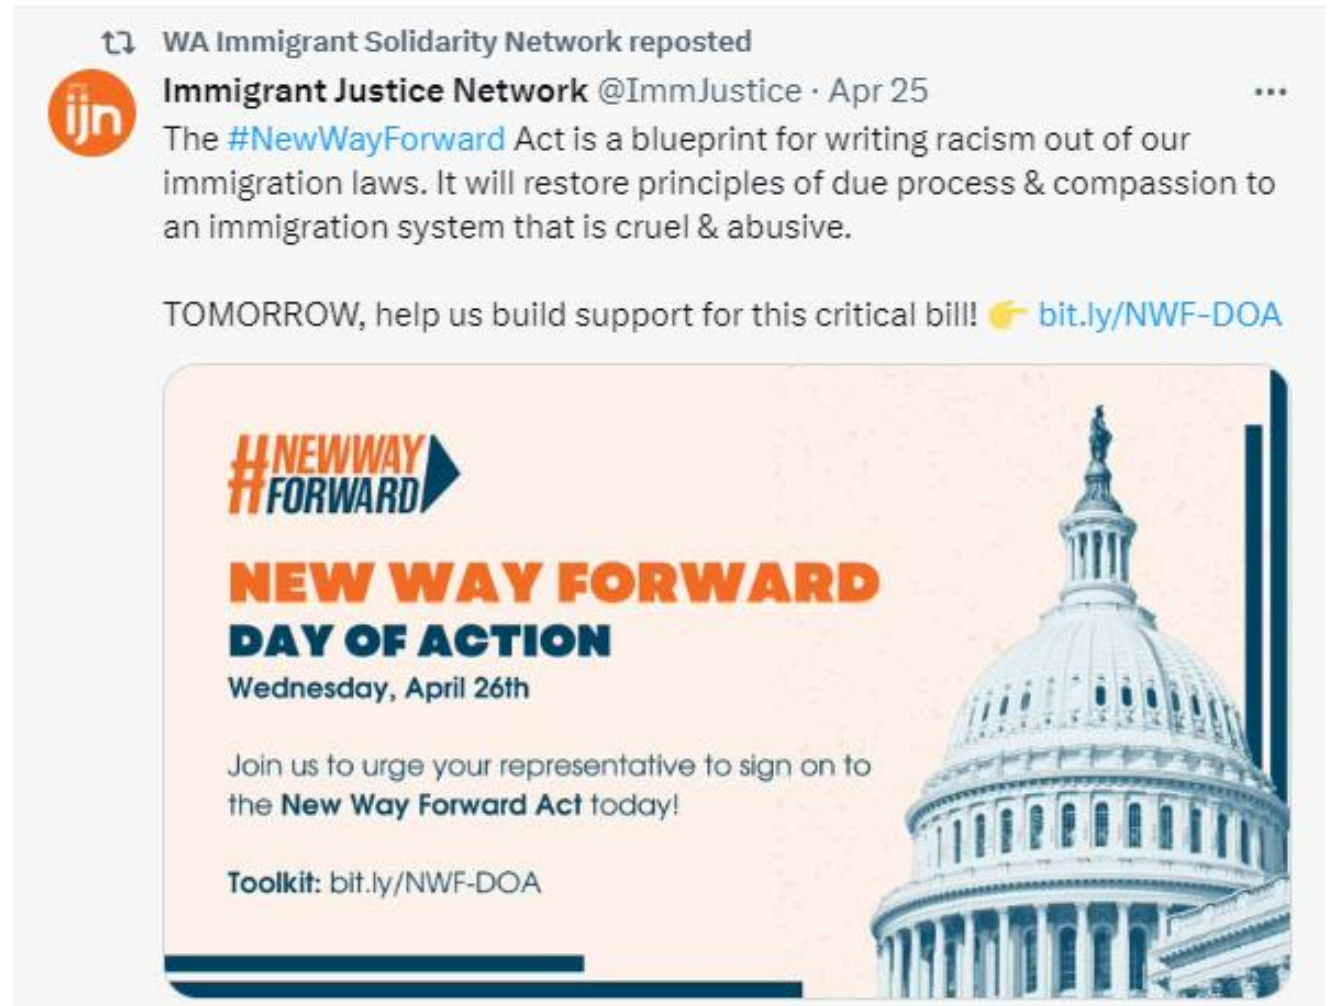 WA Immigrant Solidarity Network reposted
ijn
Immigrant Justice Network @ImmJustice · Apr 25
The #NewWayForward Act is a blueprint for writing racism out of our
immigration laws. It will restore principles of due process & compassion to
an immigration system that is cruel & abusive.
TOMORROW, help us build support for this critical bill! 👉 bit.ly/NWF-DOA
#NEWWAY
FORWARD
NEW WAY FORWARD
DAY OF ACTION
Wednesday, April 26th
Join us to urge your representative to sign on to
the New Way Forward Act today!
Toolkit: bit.ly/NWF-DOA